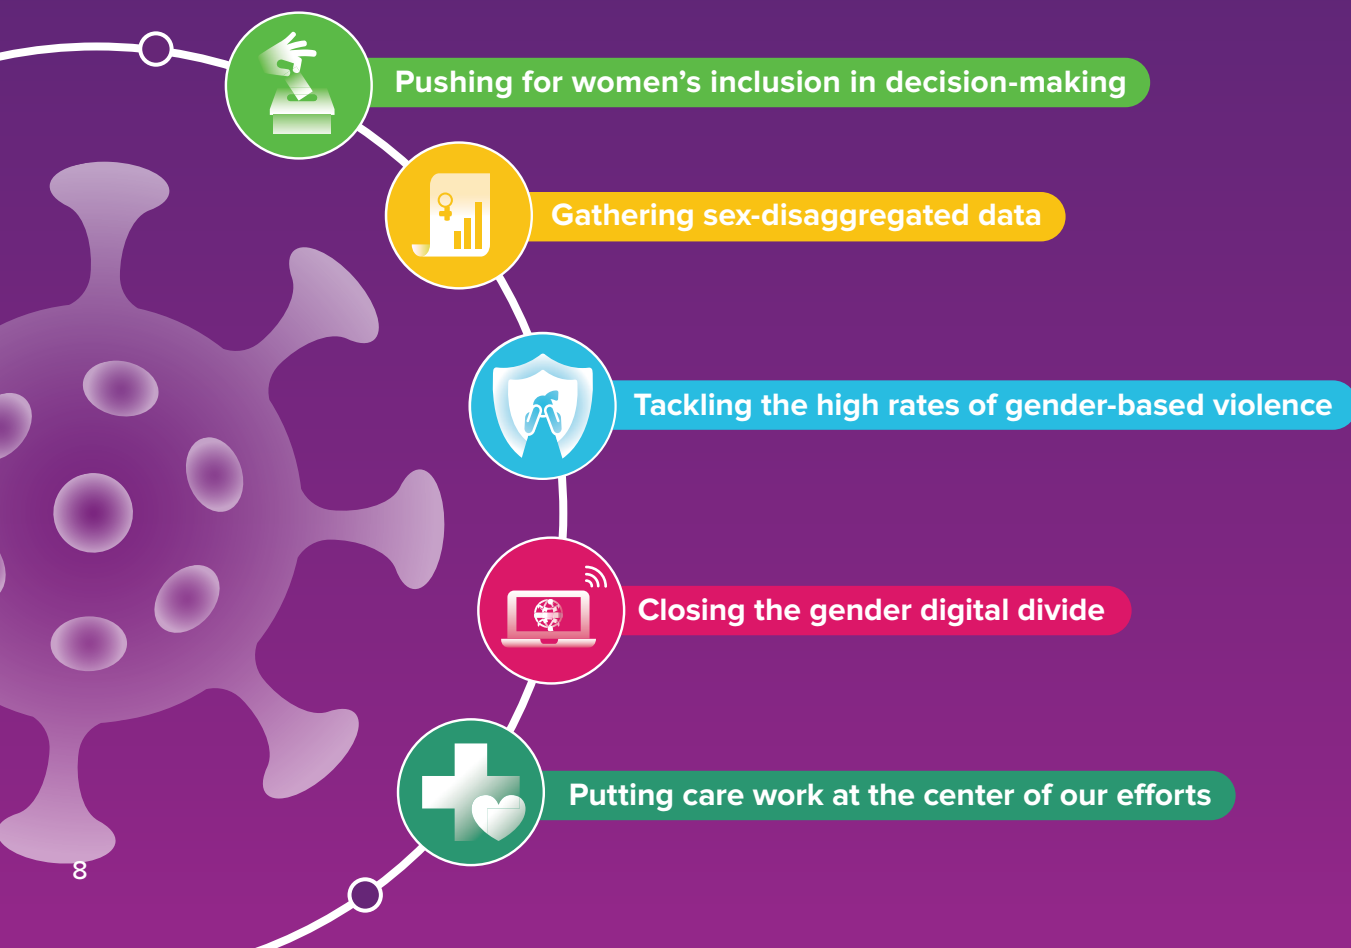 Pushing for women’s inclusion in decision-making
Gathering sex-disaggregated data
Tackling the high rates of gender-based violence
Closing the gender digital divide
Putting care work at the center of our efforts
8